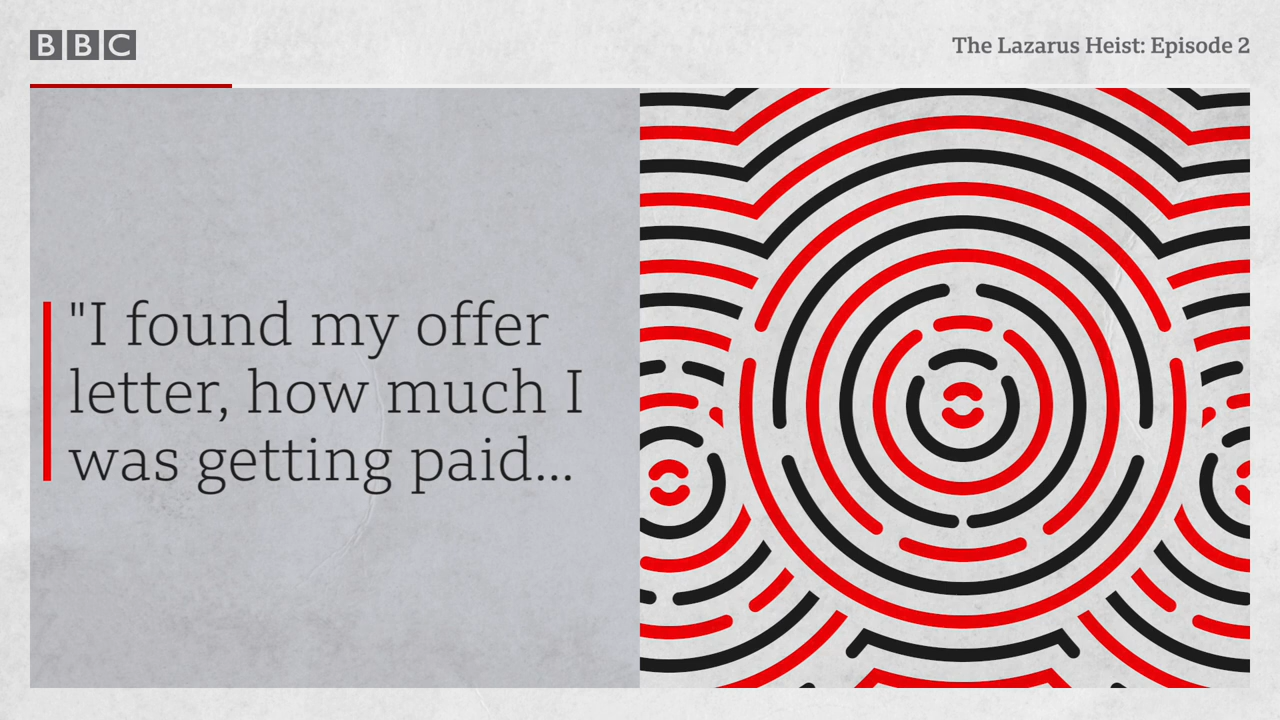 BBC
The Lazarus Heist: Episode 2
"I found my offer
letter, how much I
was getting paid...